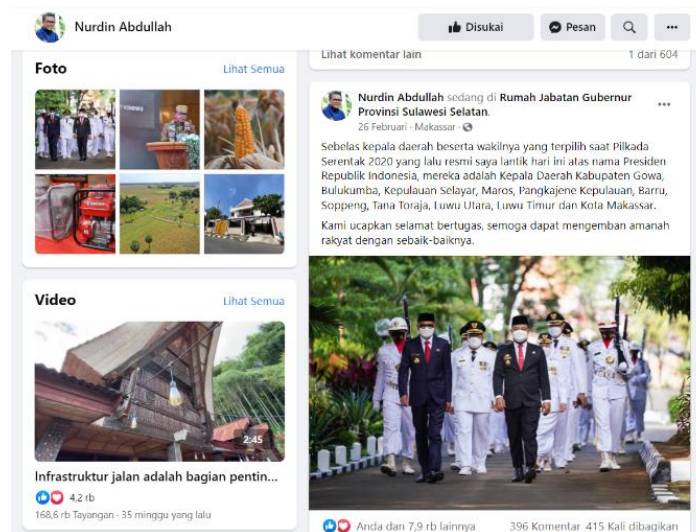 Nurdin Abdullah
Disukai
Pesan
Foto
Lihat Semua
Video
Lihat Semua
2:45
Infrastruktur jalan adalah bagian pentin...
4,2 rb
168,6 rb Tayangan · 35 minggu yang lalu
Lihat komentar lain
1 dari 604
Nurdin Abdullah sedang di Rumah Jabatan Gubernur
Provinsi Sulawesi Selatan.
26 Februari · Makassar ·
Sebelas kepala daerah beserta wakilnya yang terpilih saat Pilkada
Serentak 2020 yang lalu resmi saya lantik hari ini atas nama Presiden
Republik Indonesia, mereka adalah Kepala Daerah Kabupaten Gowa,
Bulukumba, Kepulauan Selayar, Maros, Pangkajene Kepulauan, Barru,
Soppeng, Tana Toraja, Luwu Utara, Luwu Timur dan Kota Makassar.
Kami ucapkan selamat bertugas, semoga dapat mengemban amanah
rakyat dengan sebaik-baiknya.
Anda dan 7,9 rb lainnya
396 Komentar 415 Kali dibagikan